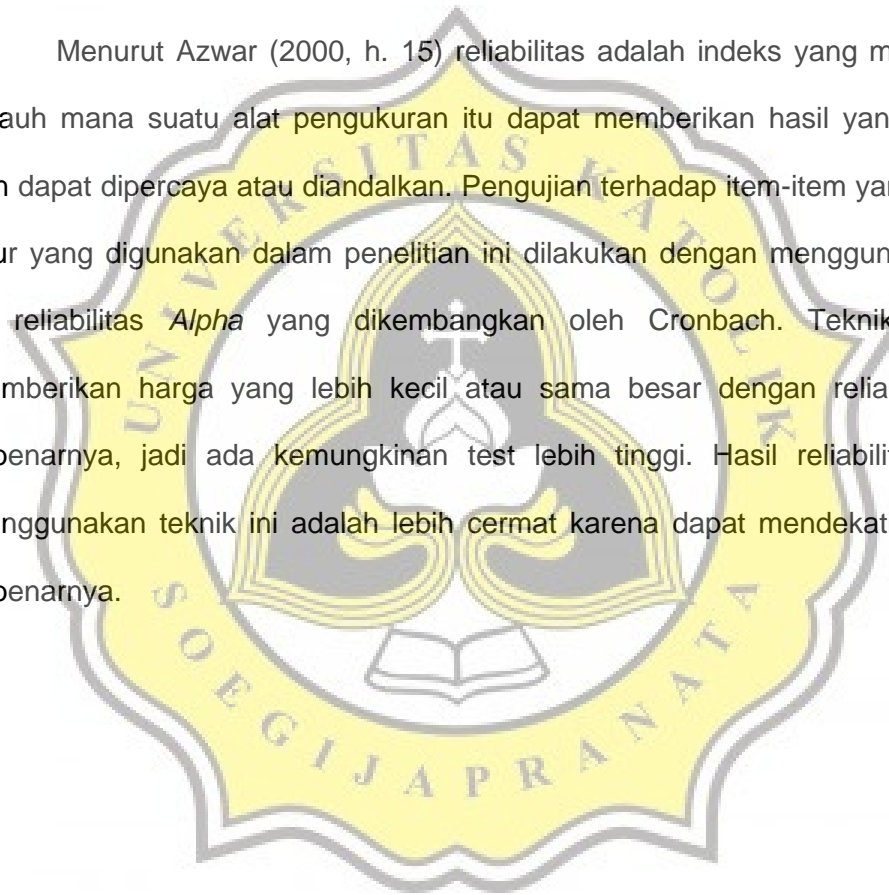 Menurut Azwar (2000, h. 15) reliabilitas adalah indeks yang m
auh mana suatu alat pengukuran itu dapat memberikan hasil yan
n dapat dipercaya atau diandalkan. Pengujian terhadap item-item yan
ur yang digunakan dalam penelitian ini dilakukan dengan menggun
reliabilitas Alpha yang dikembangkan oleh Cronbach. Teknik
mberikan harga yang lebih kecil atau sama besar dengan relia
benarnya, jadi ada kemungkinan test lebih tinggi. Hasil reliabilit
nggunakan teknik ini adalah lebih cermat karena dapat mendekat
benarnya.
UNIVERSITAS KATOLIK
SOEGIJAPRANATA